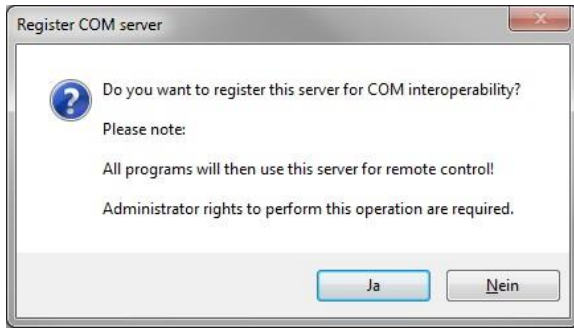 Register COM server
Do you want to register this server for COM interoperability?
Please note:
All programs will then use this server for remote control!
Administrator rights to perform this operation are required.
Ja
Nein